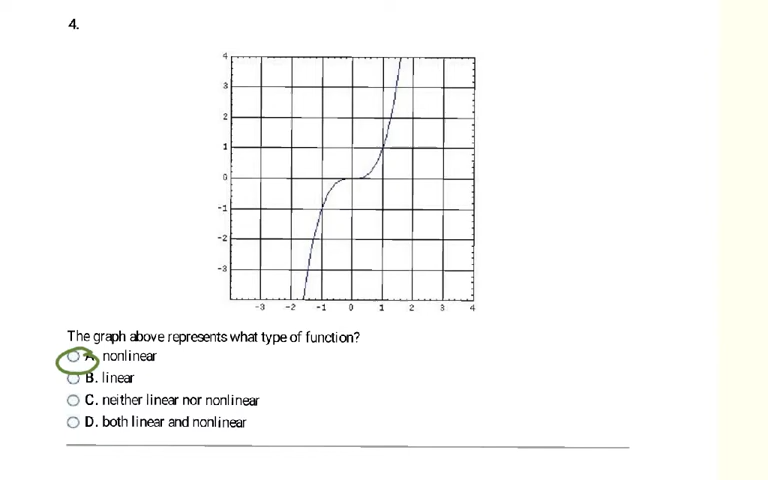 4.
4
3
2
1
0
-1
-2
-3
-3 -2 -1 0 1 2 3 4
The graph above represents what type of function?
A. nonlinear
B. linear
C. neither linear nor nonlinear
D. both linear and nonlinear